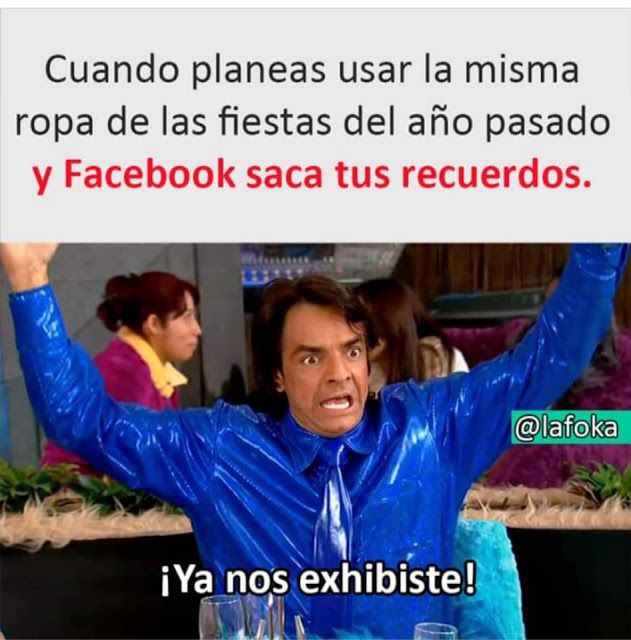 Cuando planeas usar la misma
ropa de las fiestas del año pasado
y Facebook saca tus recuerdos.
@lafoka
¡Ya nos exhibiste!